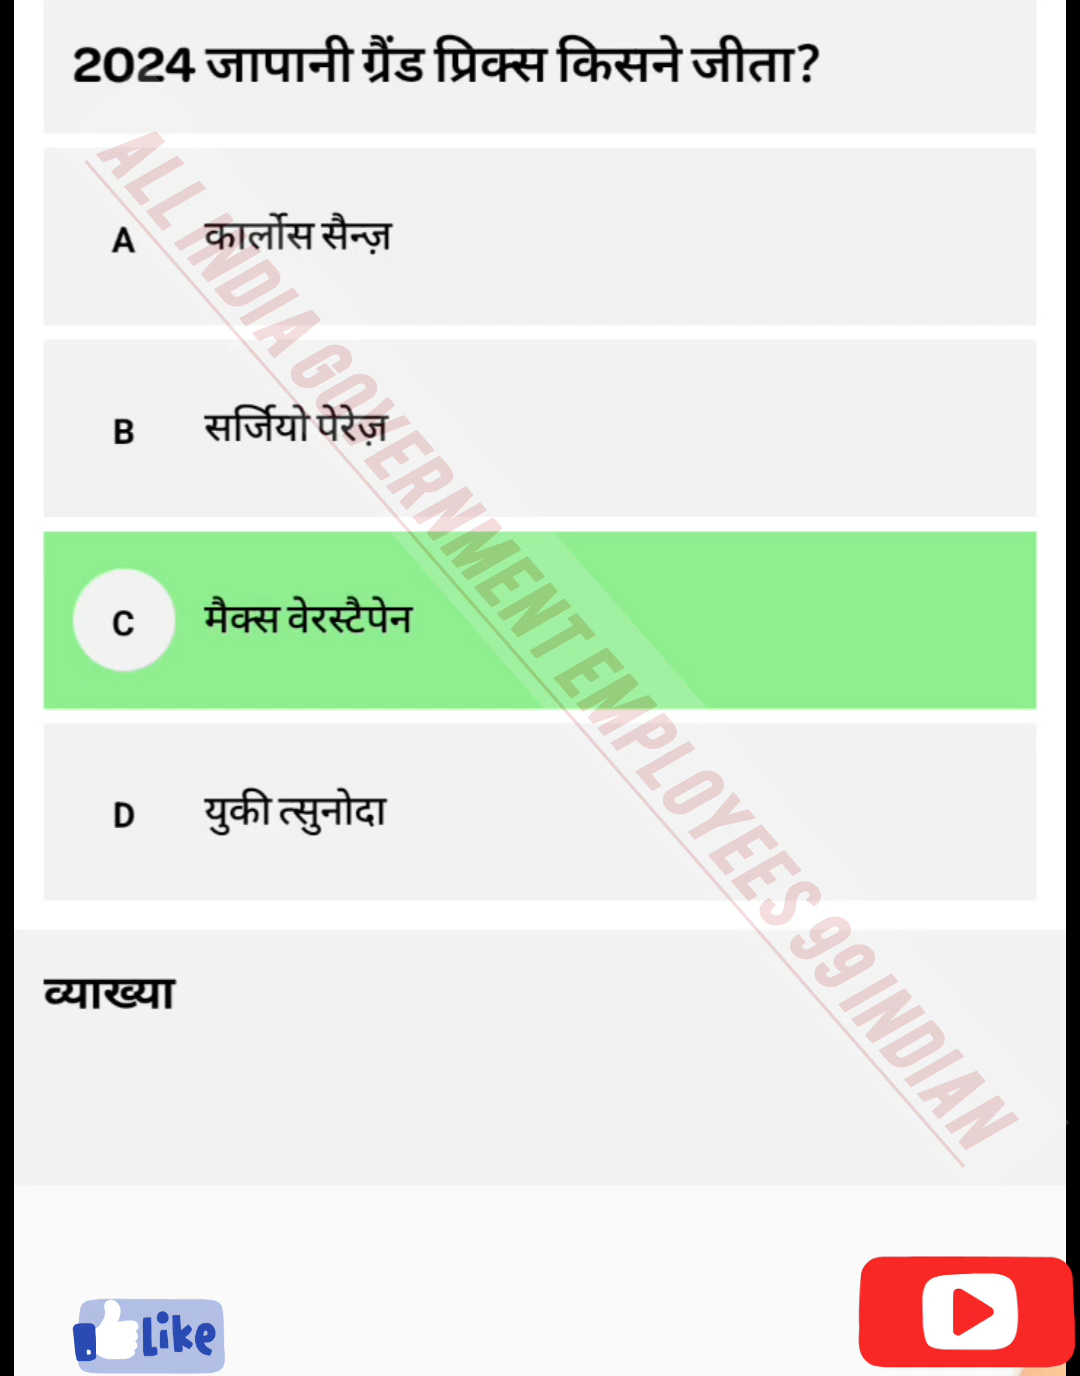 2024 जापानी ग्रैंड प्रिक्स किसने जीता?
A कार्लोस सैन्ज़
B सर्जियो पेरेज़
C मैक्स वेरस्टैपेन
D युकी त्सुनोदा
व्याख्या
ALL INDIA GOVERNMENT EMPLOYEES 99 INDIAN
Like